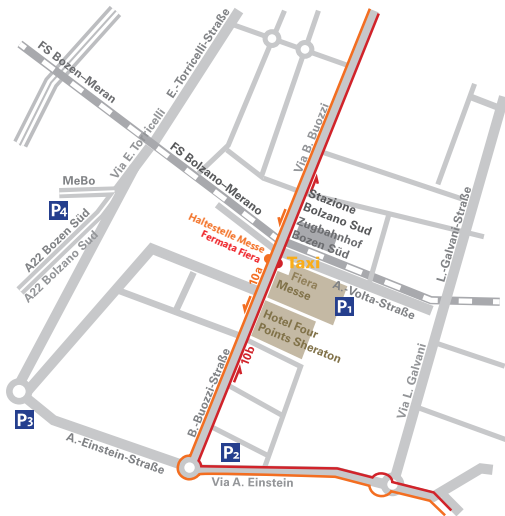 FS Bozen–Meran
E.-Torricelli-Straße
Via E. Torricelli
FS Bolzano–Merano
Via B. Buozzi
MeBo
P4
A22 Bozen Süd
A22 Bolzano Sud
Haltestelle Messe
Fermata Fiera
Stazione
Bolzano Sud
Zugbahnhof
Bozen Süd
L.-Galvani-Straße
Taxi
10a
Fiera
Messe
A.-Volta-Straße
P1
Hotel Four
Points Sheraton
10b
B.-Buozzi-Straße
Via L. Galvani
P3
A.-Einstein-Straße
P2
Via A. Einstein